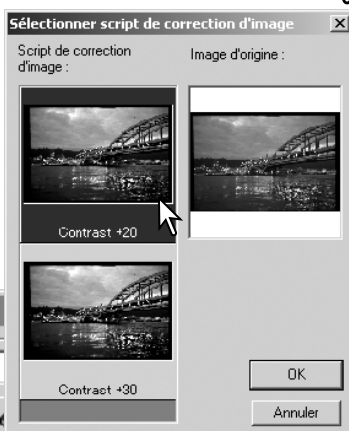 Sélectionner script de correction d'image
Script de correction
d'image :
Image d'origine :
Contrast +20
Contrast +30
OK
Annuler